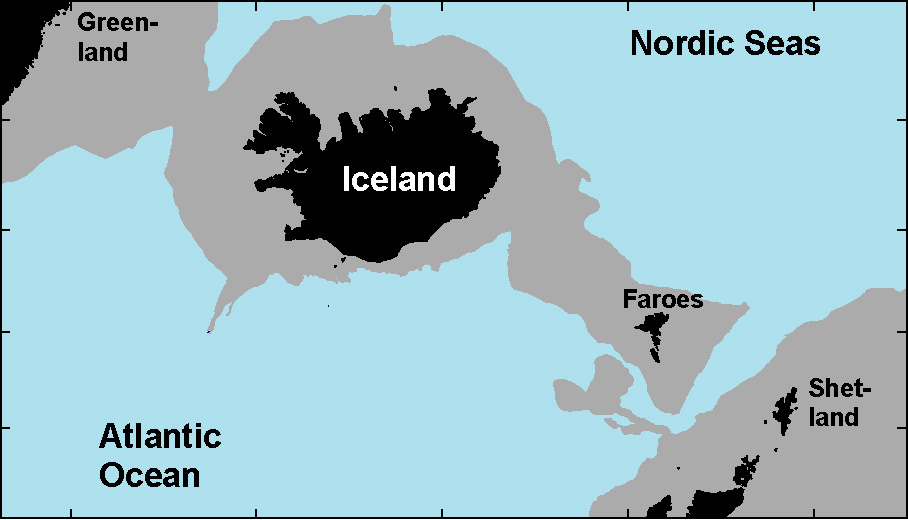 Green-
land
Nordic Seas
Iceland
Faroes
Shet-
land
Atlantic
Ocean